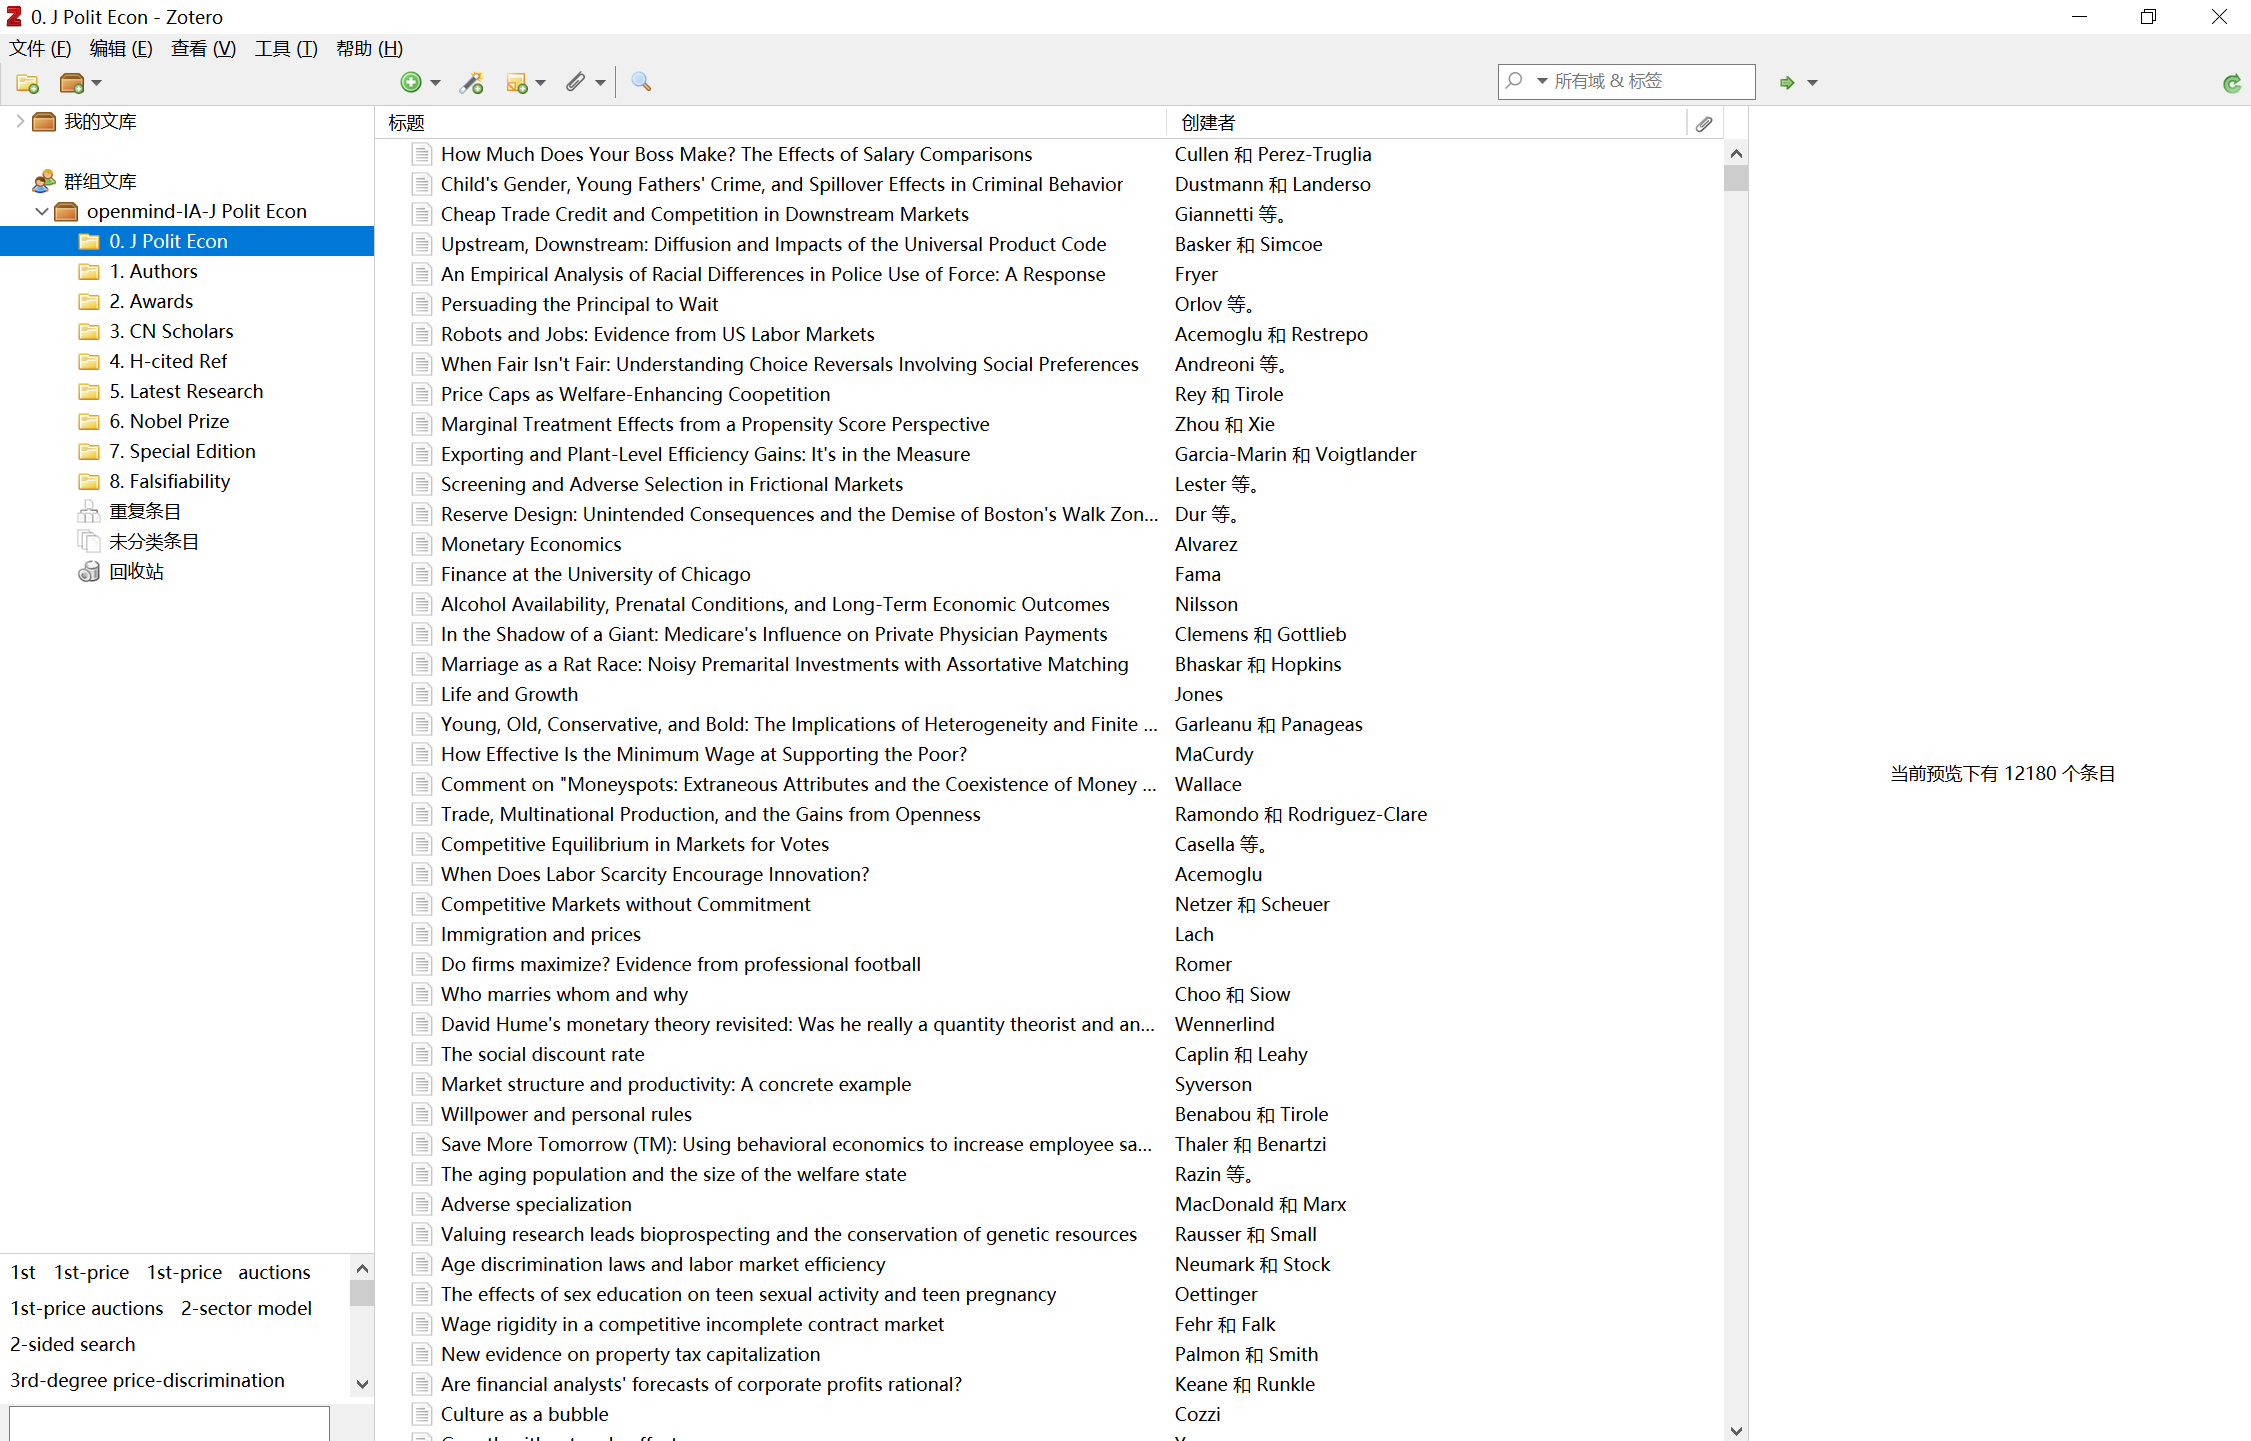 0. J Polit Econ - Zotero
文件 (F) 编辑 (E) 查看 (V) 工具 (T) 帮助 (H)
所有域 & 标签
我的文库
群组文库
openmind-IA-J Polit Econ
0. J Polit Econ
1. Authors
2. Awards
3. CN Scholars
4. H-cited Ref
5. Latest Research
6. Nobel Prize
7. Special Edition
8. Falsifiability
重复条目
未分类条目
回收站
1st 1st-price 1st-price auctions
1st-price auctions 2-sector model
2-sided search
3rd-degree price-discrimination
标题 创建者
How Much Does Your Boss Make? The Effects of Salary Comparisons Cullen 和 Perez-Truglia
Child's Gender, Young Fathers' Crime, and Spillover Effects in Criminal Behavior Dustmann 和 Landerso
Cheap Trade Credit and Competition in Downstream Markets Giannetti 等。
Upstream, Downstream: Diffusion and Impacts of the Universal Product Code Basker 和 Simcoe
An Empirical Analysis of Racial Differences in Police Use of Force: A Response Fryer
Persuading the Principal to Wait Orlov 等。
Robots and Jobs: Evidence from US Labor Markets Acemoglu 和 Restrepo
When Fair Isn't Fair: Understanding Choice Reversals Involving Social Preferences Andreoni 等。
Price Caps as Welfare-Enhancing Coopetition Rey 和 Tirole
Marginal Treatment Effects from a Propensity Score Perspective Zhou 和 Xie
Exporting and Plant-Level Efficiency Gains: It's in the Measure Garcia-Marin 和 Voigtlander
Screening and Adverse Selection in Frictional Markets Lester 等。
Reserve Design: Unintended Consequences and the Demise of Boston's Walk Zon... Dur 等。
Monetary Economics Alvarez
Finance at the University of Chicago Fama
Alcohol Availability, Prenatal Conditions, and Long-Term Economic Outcomes Nilsson
In the Shadow of a Giant: Medicare's Influence on Private Physician Payments Clemens 和 Gottlieb
Marriage as a Rat Race: Noisy Premarital Investments with Assortative Matching Bhaskar 和 Hopkins
Life and Growth Jones
Young, Old, Conservative, and Bold: The Implications of Heterogeneity and Finite ... Garleanu 和 Panageas
How Effective Is the Minimum Wage at Supporting the Poor? MaCurdy
Comment on "Moneyspots: Extraneous Attributes and the Coexistence of Money ... Wallace
Trade, Multinational Production, and the Gains from Openness Ramondo 和 Rodriguez-Clare
Competitive Equilibrium in Markets for Votes Casella 等。
When Does Labor Scarcity Encourage Innovation? Acemoglu
Competitive Markets without Commitment Netzer 和 Scheuer
Immigration and prices Lach
Do firms maximize? Evidence from professional football Romer
Who marries whom and why Choo 和 Siow
David Hume's monetary theory revisited: Was he really a quantity theorist and an... Wennerlind
The social discount rate Caplin 和 Leahy
Market structure and productivity: A concrete example Syverson
Willpower and personal rules Benabou 和 Tirole
Save More Tomorrow (TM): Using behavioral economics to increase employee sa... Thaler 和 Benartzi
The aging population and the size of the welfare state Razin 等。
Adverse specialization MacDonald 和 Marx
Valuing research leads bioprospecting and the conservation of genetic resources Rausser 和 Small
Age discrimination laws and labor market efficiency Neumark 和 Stock
The effects of sex education on teen sexual activity and teen pregnancy Oettinger
Wage rigidity in a competitive incomplete contract market Fehr 和 Falk
New evidence on property tax capitalization Palmon 和 Smith
Are financial analysts' forecasts of corporate profits rational? Keane 和 Runkle
Culture as a bubble Cozzi
当前预览下有 12180 个条目